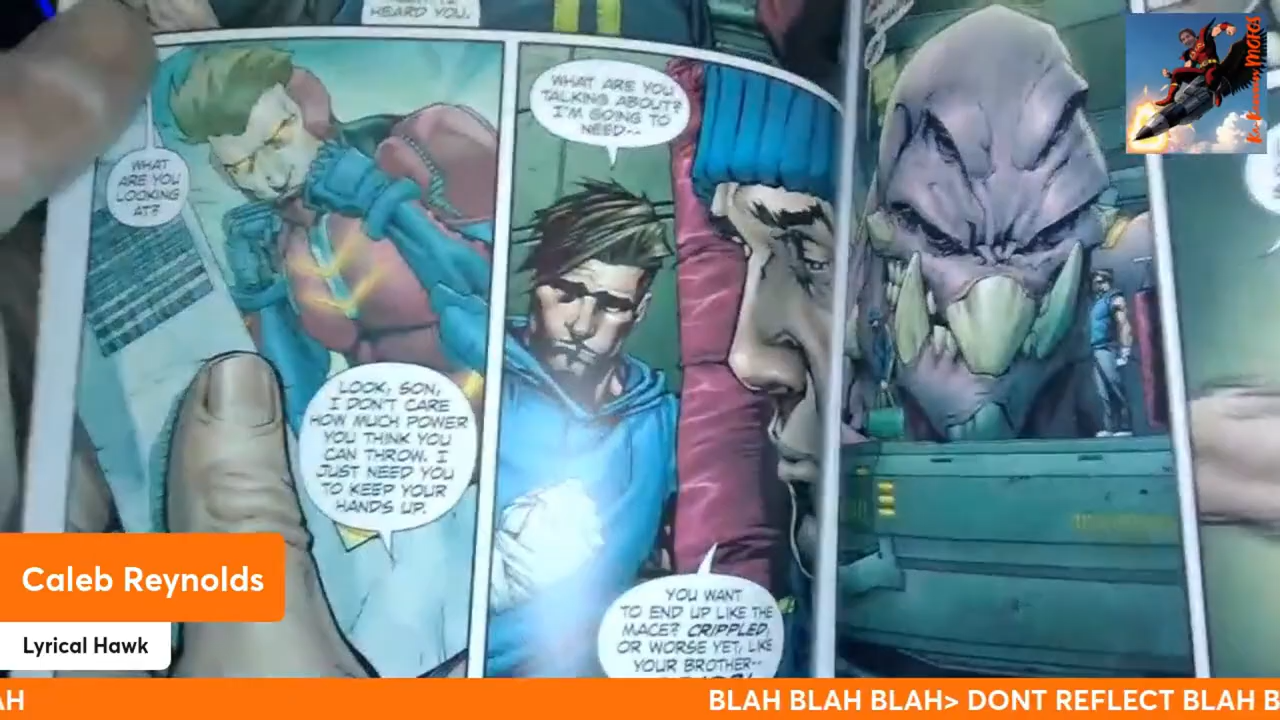 HEARD YOU.
WHAT
ARE YOU
LOOKING
AT?
LOOK, SON,
I DON'T CARE
HOW MUCH POWER
YOU THINK YOU
CAN THROW. I
JUST NEED YOU
TO KEEP YOUR
HANDS UP.
WHAT ARE YOU
TALKING ABOUT?
I'M GOING TO
NEED--
YOU WANT
TO END UP LIKE THE
MACE? CRIPPLED,
OR WORSE YET, LIKE
YOUR BROTHER--
MOFOS
Caleb Reynolds
Lyrical Hawk
AH
BLAH BLAH BLAH> DONT REFLECT BLAH B